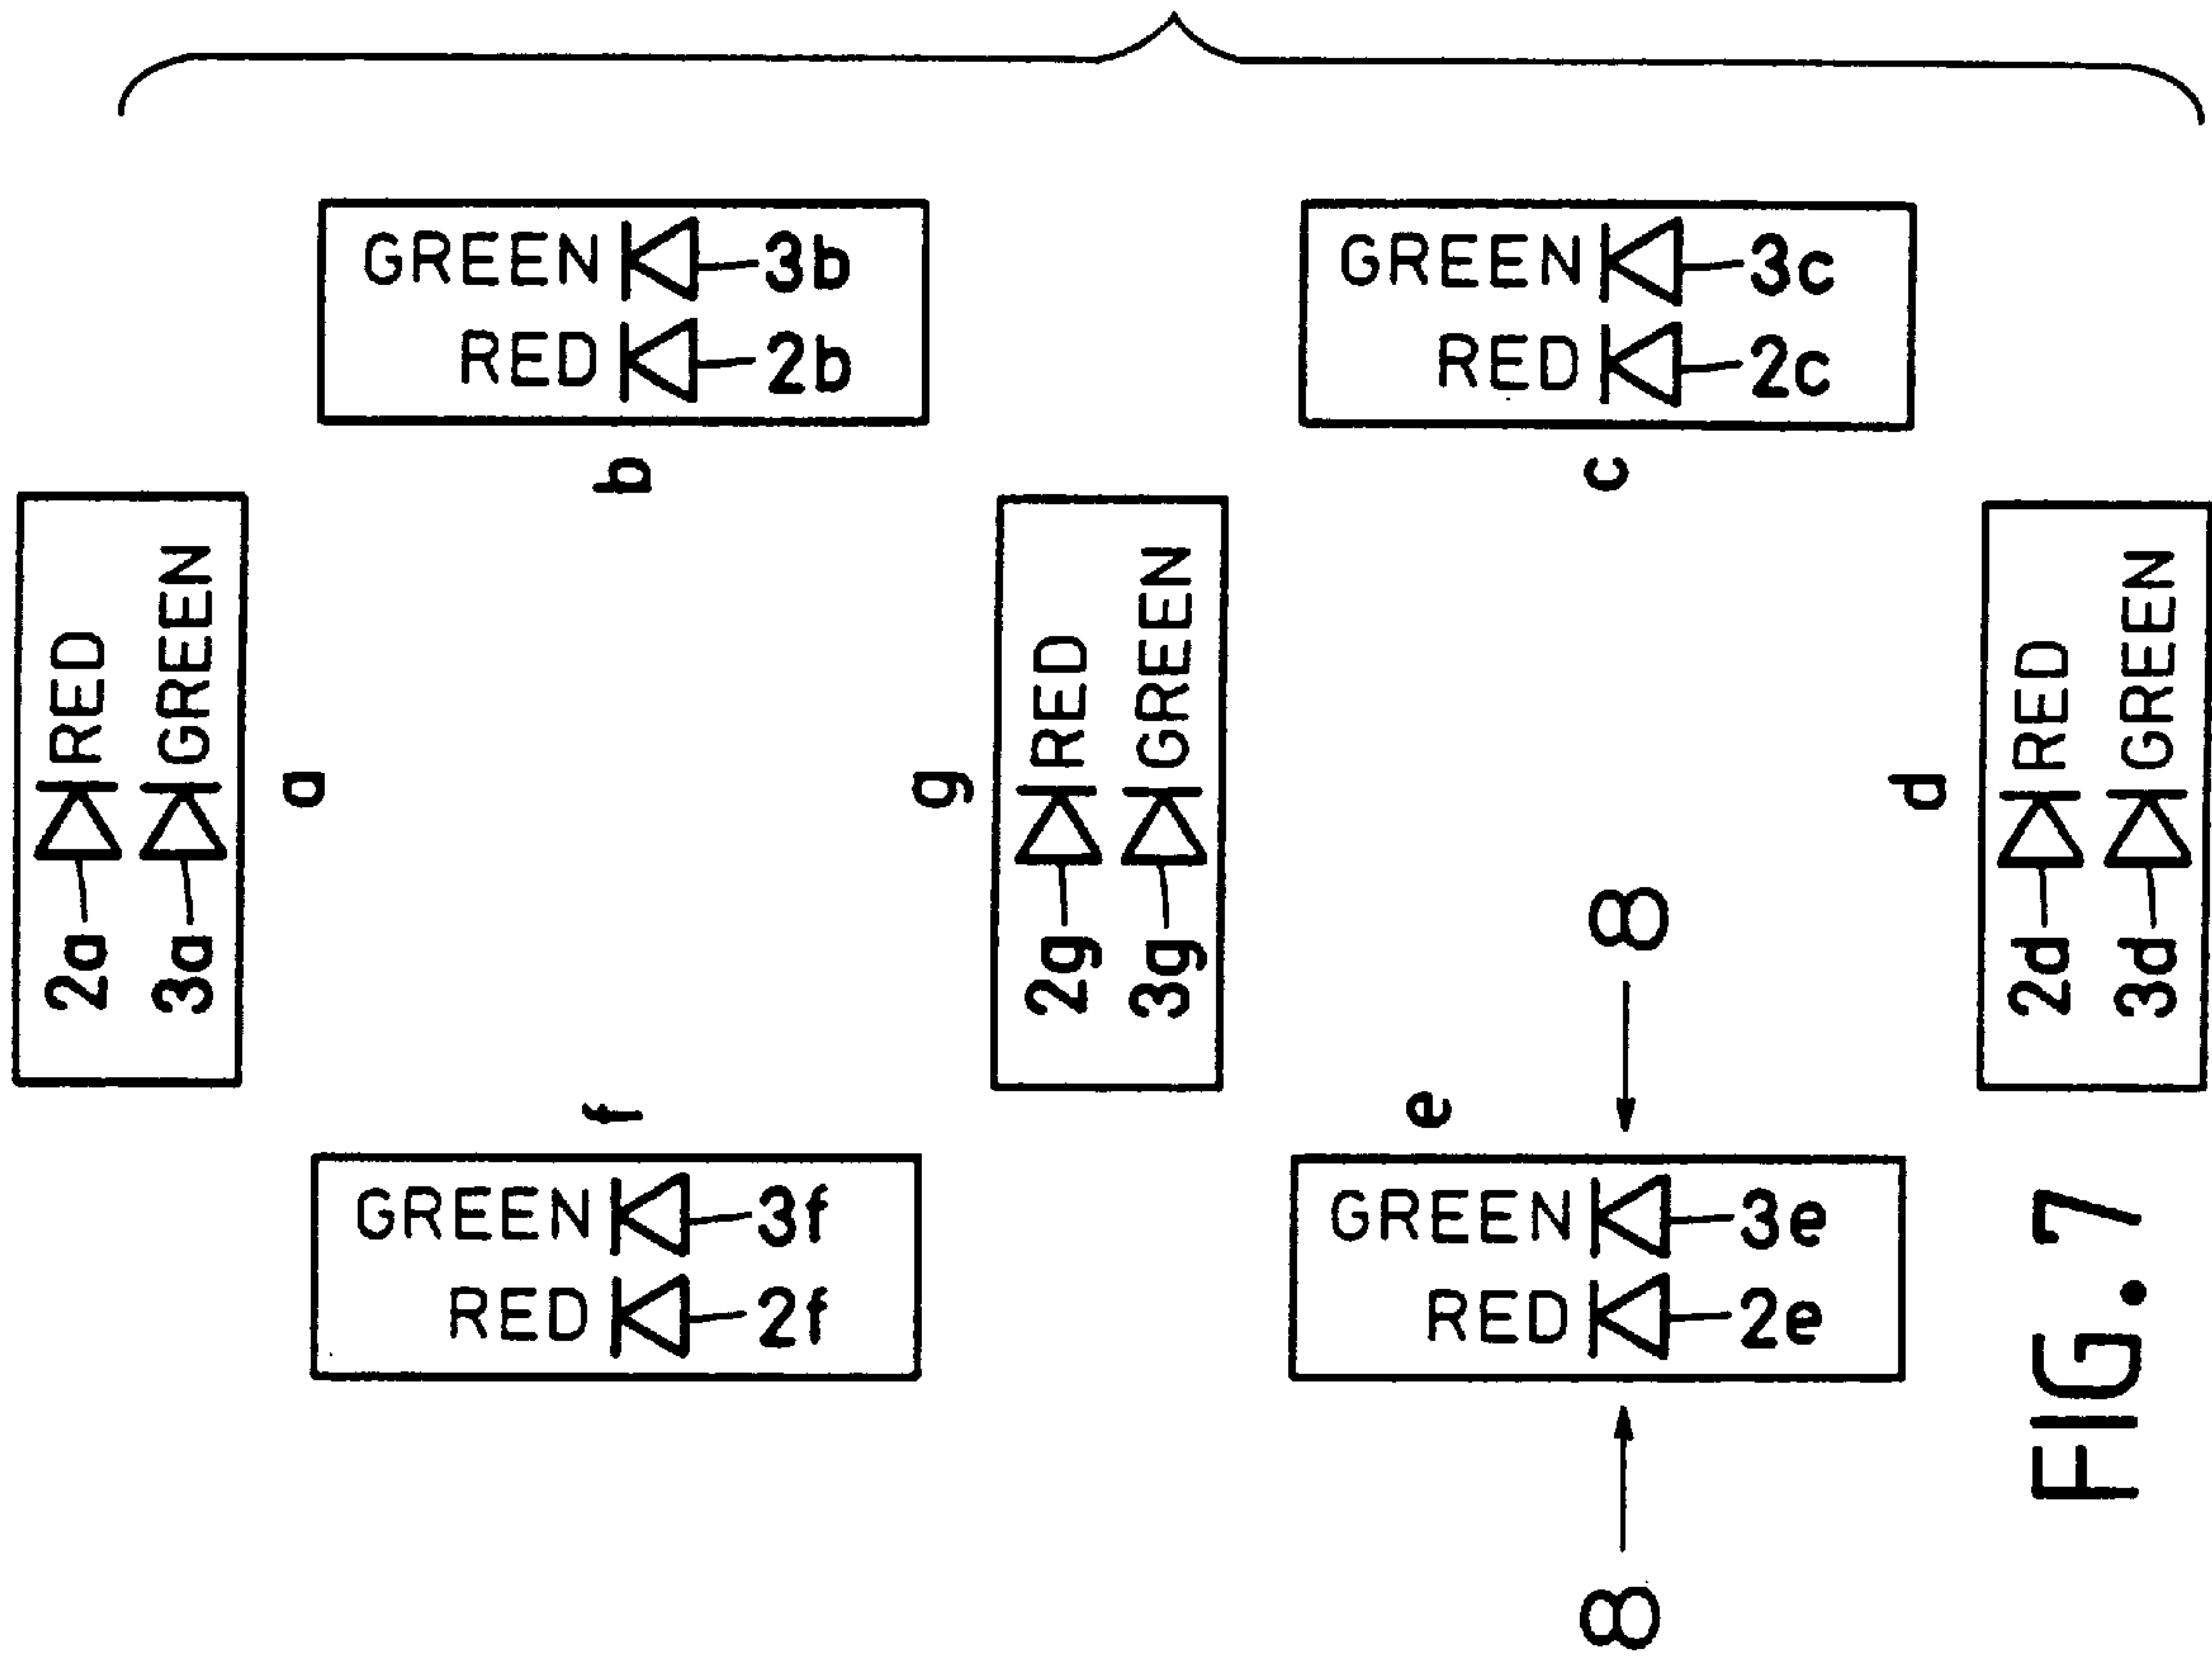 2a RED
3a GREEN
a
f
GREEN 3f
RED 2f
b
GREEN 3b
RED 2b
g
2g RED
3g GREEN
e
GREEN 3e
RED 2e
8
8
c
GREEN 3c
RED 2c
d
2d RED
3d GREEN
FIG. 7